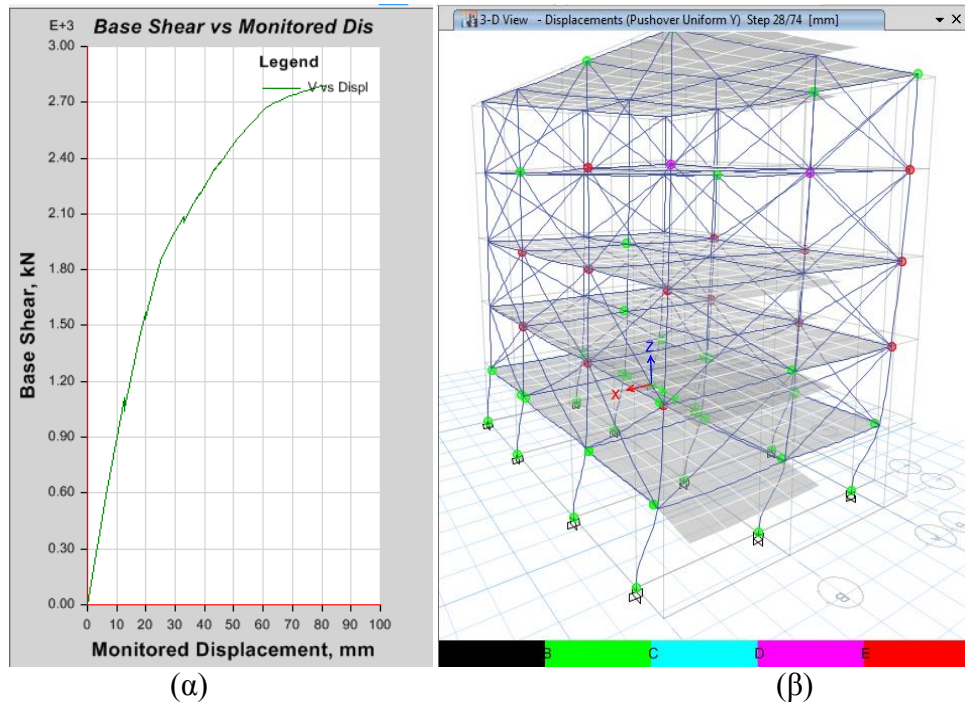 E+3 Base Shear vs Monitored Dis
Legend
V vs Displ
3.00
2.70
2.40
2.10
1.80
1.50
1.20
0.90
0.60
0.30
0.00
Base Shear, kN
0 10 20 30 40 50 60 70 80 90 100
Monitored Displacement, mm
(α)
3-D View - Displacements (Pushover Uniform Y) Step 28/74 [mm]
Z
X
B
B C D E
(β)